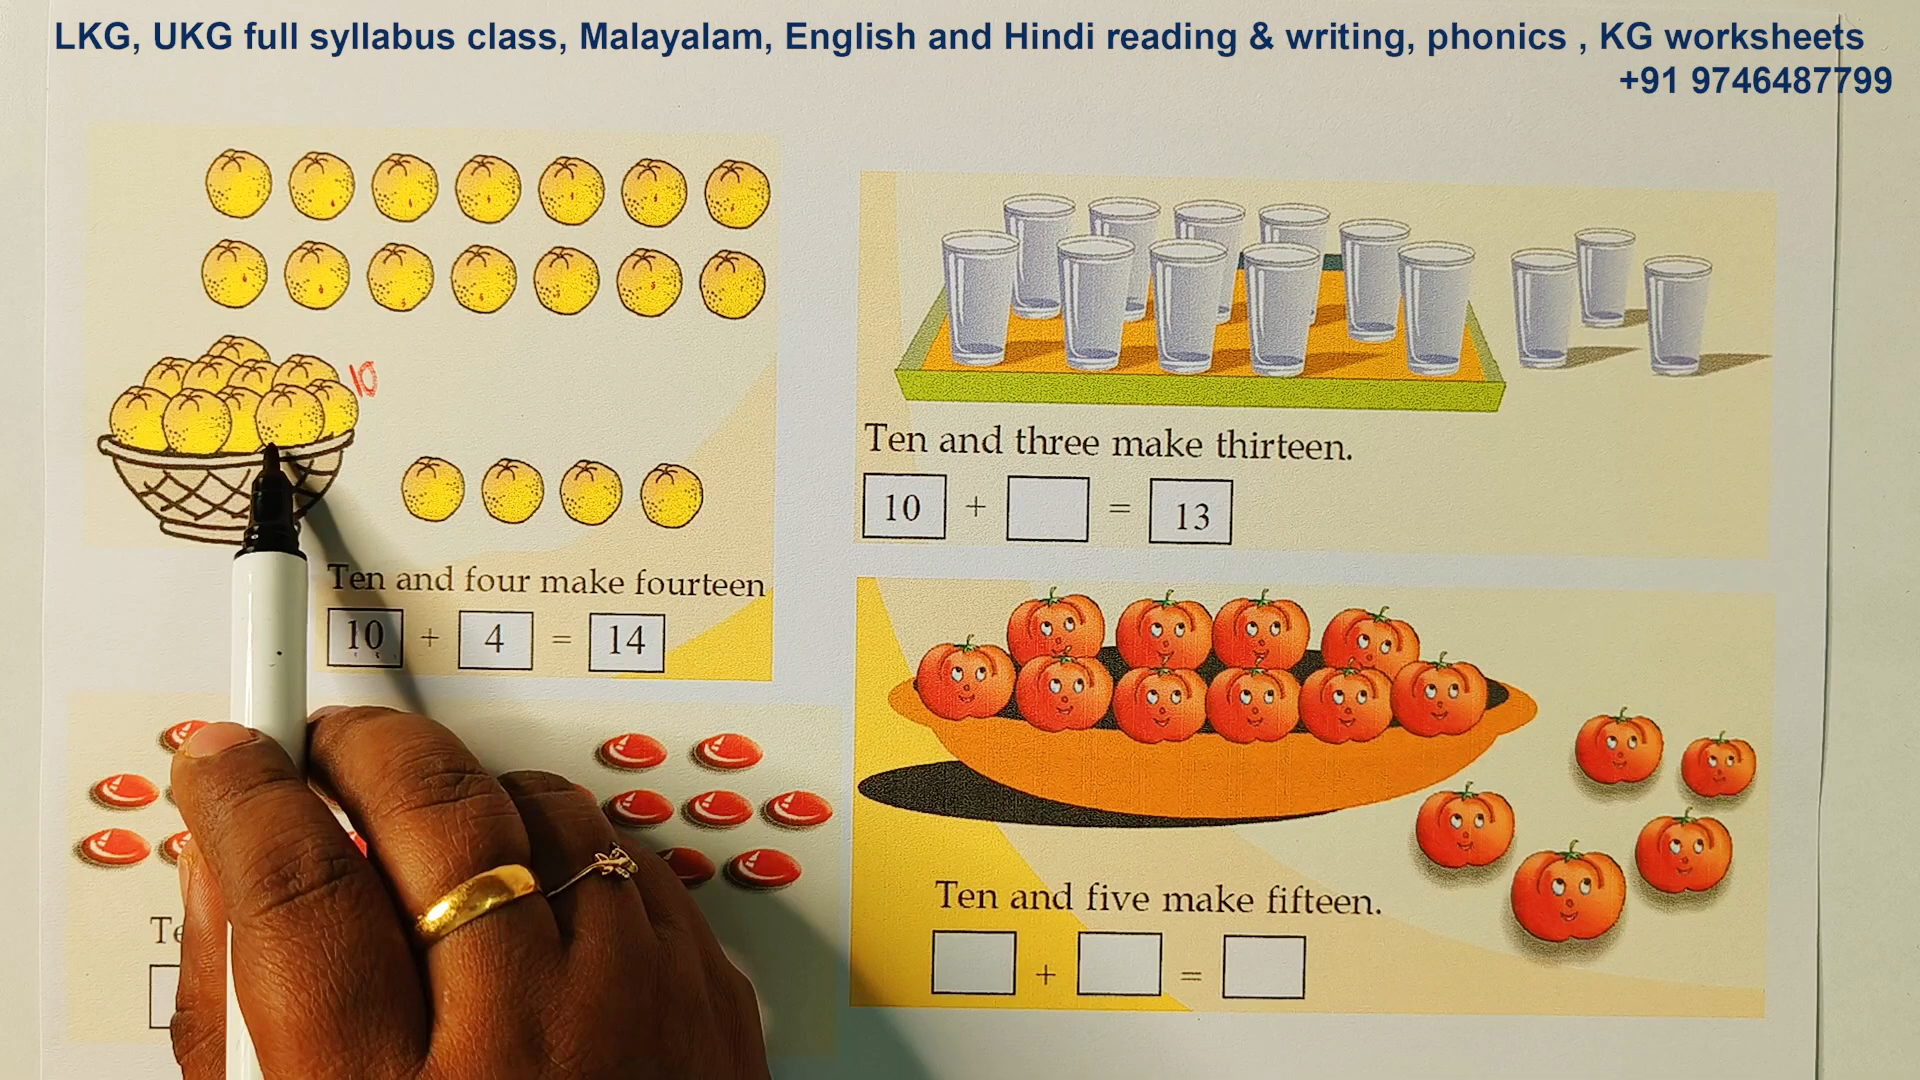 LKG, UKG full syllabus class, Malayalam, English and Hindi reading & writing, phonics , KG worksheets
+91 9746487799
10
Ten and four make fourteen
10 + 4 = 14
Ten and three make thirteen.
10 + = 13
Ten and five make fifteen.
+ =